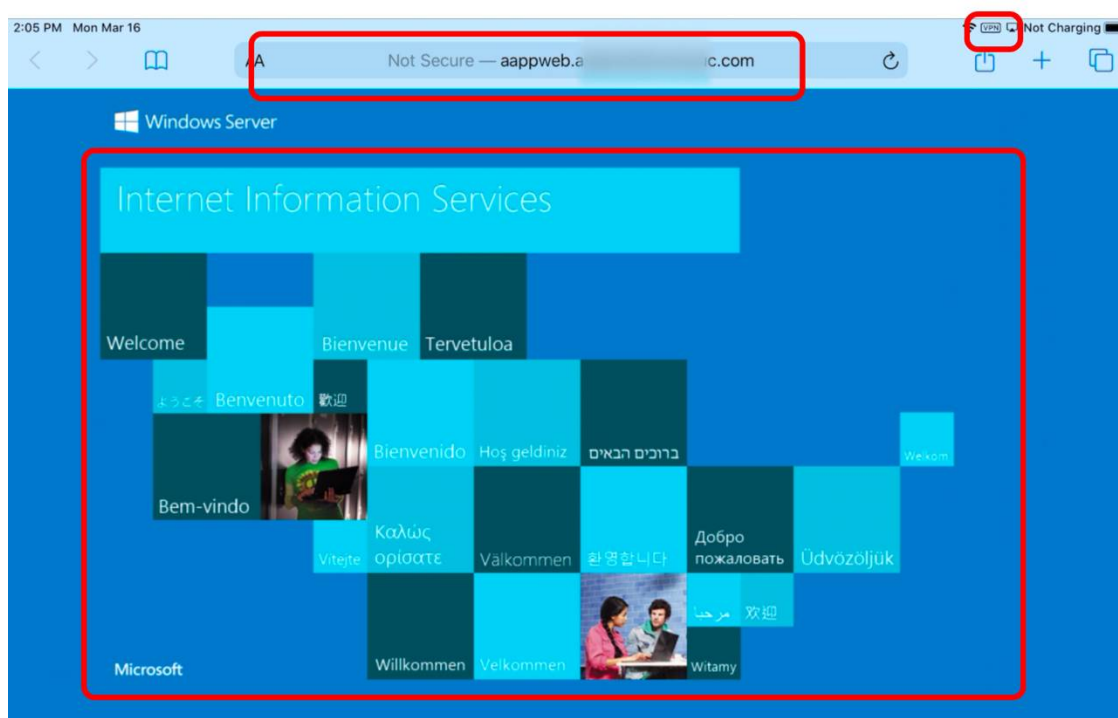 2:05 PM Mon Mar 16
VPN Not Charging
AA
Not Secure — aappweb.a c.com
Windows Server
Internet Information Services
Welcome
Bienvenue
Tervetuloa
ようこそ
Benvenuto
歡迎
Bienvenido
Hoş geldiniz
ברוכים הבאים
Welkom
Bem-vindo
Vítejte
Καλώς
ορίσατε
Välkommen
환영합니다
Добро
пожаловать
Üdvözöljük
Microsoft
Willkommen
Velkommen
مرحبا
欢迎
Witamy